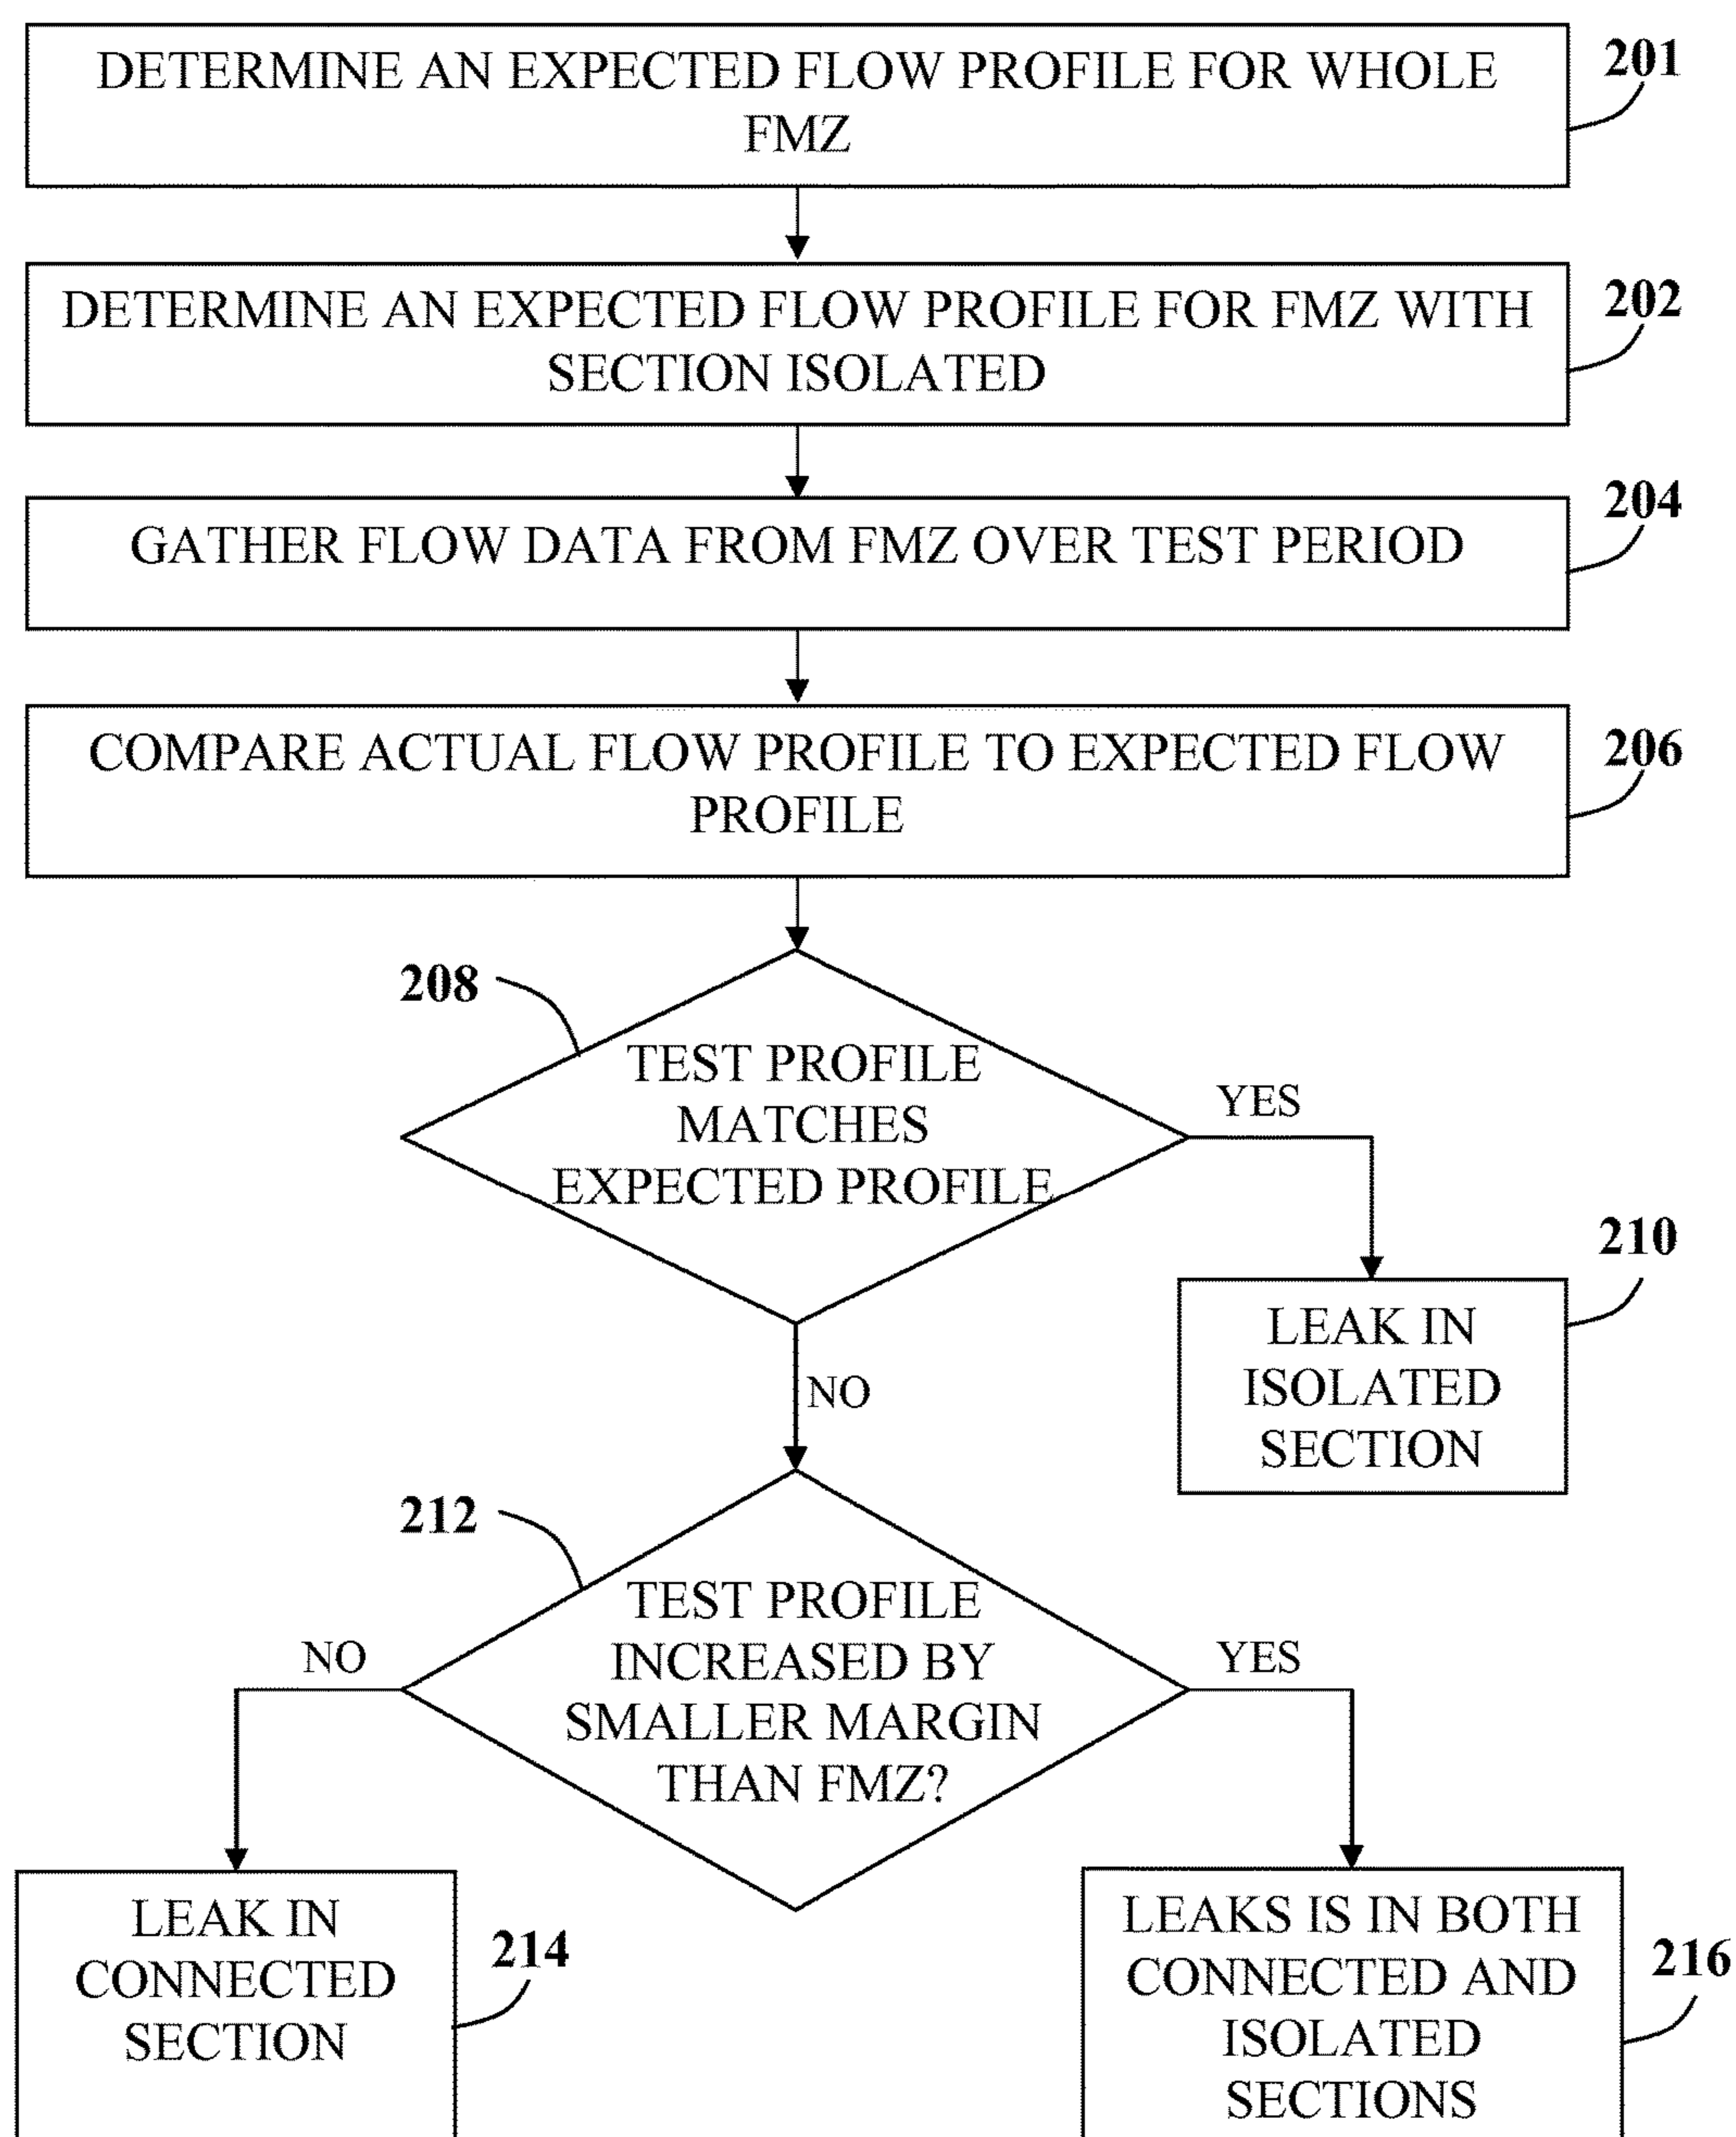 DETERMINE AN EXPECTED FLOW PROFILE FOR WHOLE
FMZ
201
DETERMINE AN EXPECTED FLOW PROFILE FOR FMZ WITH
SECTION ISOLATED
202
GATHER FLOW DATA FROM FMZ OVER TEST PERIOD
204
COMPARE ACTUAL FLOW PROFILE TO EXPECTED FLOW
PROFILE
206
208
TEST PROFILE
MATCHES
EXPECTED PROFILE
YES
210
LEAK IN
ISOLATED
SECTION
NO
212
TEST PROFILE
INCREASED BY
SMALLER MARGIN
THAN FMZ?
NO
YES
LEAK IN
CONNECTED
SECTION
214
LEAKS IS IN BOTH
CONNECTED AND
ISOLATED
SECTIONS
216